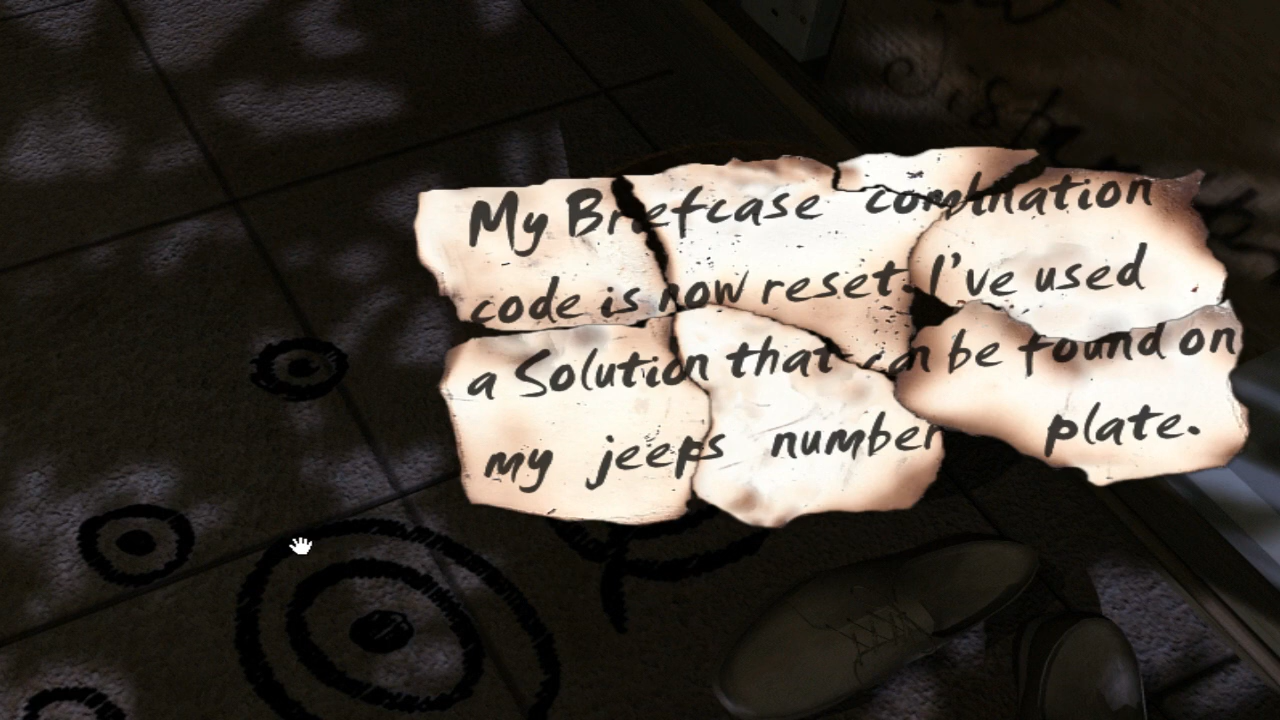 My Briefcase combination
code is now reset. I've used
a Solution that can be found on
my jeeps number plate.